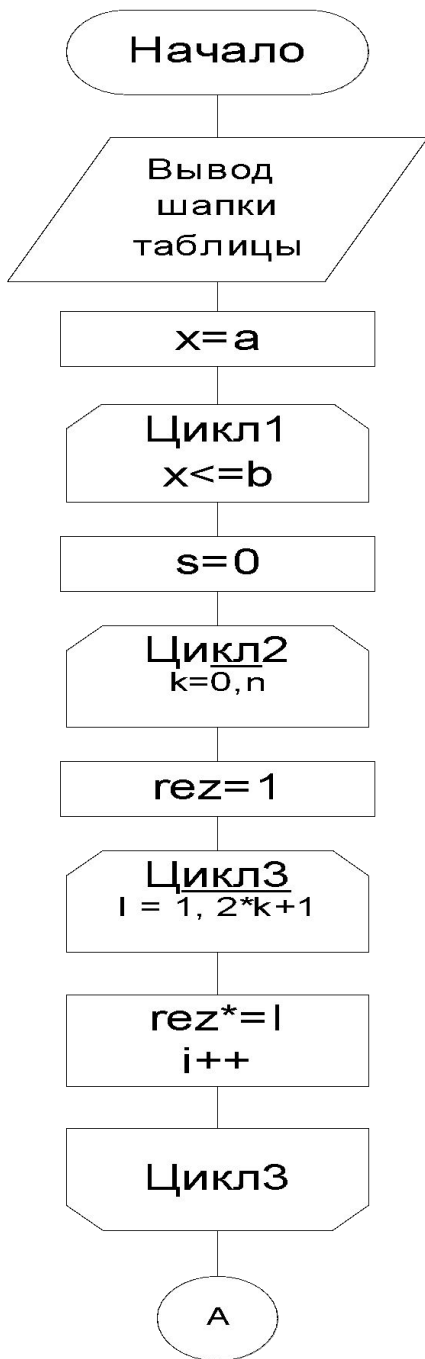 Начало
Вывод
шапки
таблицы
x=a
Цикл1
x<=b
s=0
Цикл2
k=0,n
rez=1
Цикл3
I = 1, 2*k+1
rez*=I
i++
Цикл3
А